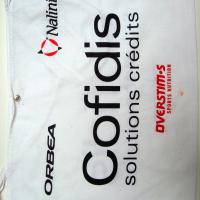 Nalini
ORBEA
Cofidis
solutions crédits
OVERSTIM·S
SPORTS NUTRITION